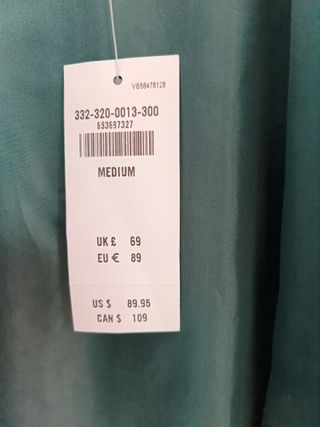 VB58478128
332-320-0013-300
653697327
MEDIUM
UK £ 69
EU € 89
US $ 89.95
CAN $ 109